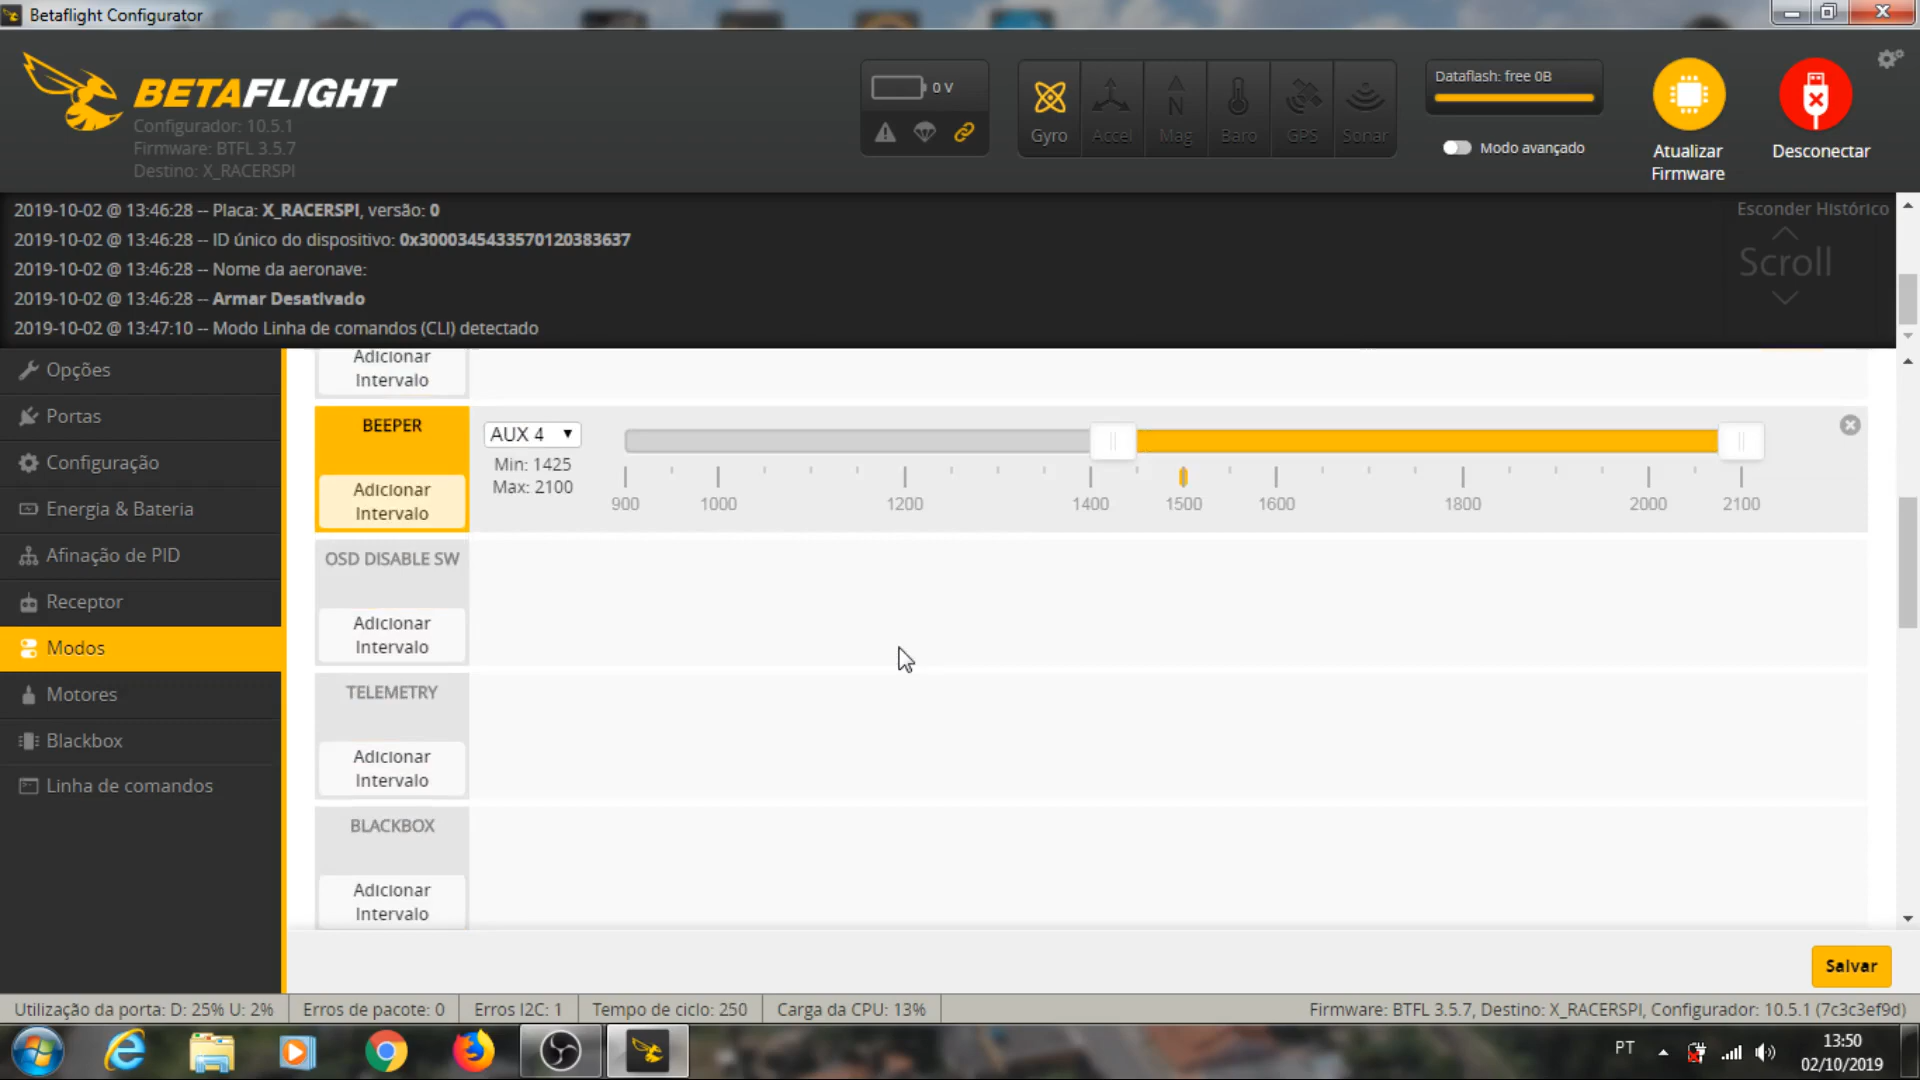 Betaflight Configurator
BETAFLIGHT
Configurador: 10.5.1
Firmware: BTFL 3.5.7
Destino: X_RACERSPI
0 V
Gyro
Accel
Mag
Baro
GPS
Sonar
Dataflash: free 0B
Modo avançado
Atualizar
Firmware
Desconectar
2019-10-02 @ 13:46:28 -- Placa: X_RACERSPI, versão: 0
2019-10-02 @ 13:46:28 -- ID único do dispositivo: 0x3000345433570120383637
2019-10-02 @ 13:46:28 -- Nome da aeronave:
2019-10-02 @ 13:46:28 -- Armar Desativado
2019-10-02 @ 13:47:10 -- Modo Linha de comandos (CLI) detectado
Esconder Histórico
Scroll
Opções
Portas
Configuração
Energia & Bateria
Afinação de PID
Receptor
Modos
Motores
Blackbox
Linha de comandos
Adicionar
Intervalo
BEEPER
Adicionar
Intervalo
AUX 4
Min: 1425
Max: 2100
900 1000 1200 1400 1500 1600 1800 2000 2100
OSD DISABLE SW
Adicionar
Intervalo
TELEMETRY
Adicionar
Intervalo
BLACKBOX
Adicionar
Intervalo
Salvar
Utilização da porta: D: 25% U: 2%
Erros de pacote: 0
Erros I2C: 1
Tempo de ciclo: 250
Carga da CPU: 13%
Firmware: BTFL 3.5.7, Destino: X_RACERSPI, Configurador: 10.5.1 (7c3c3ef9d)
PT
13:50
02/10/2019